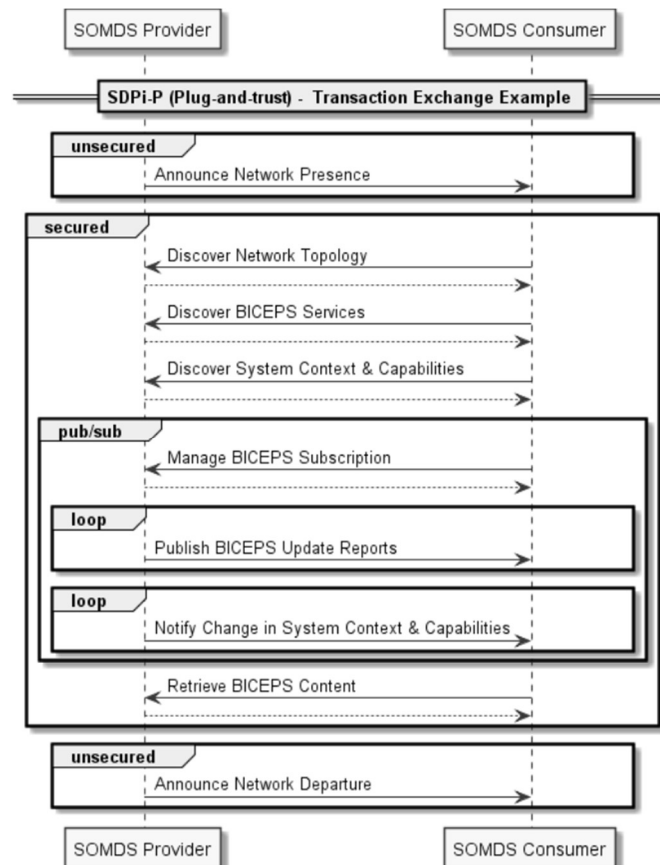 SOMDS Provider
SOMDS Consumer
SDPi-P (Plug-and-trust) - Transaction Exchange Example
unsecured
Announce Network Presence
secured
Discover Network Topology
Discover BICEPS Services
Discover System Context & Capabilities
pub/sub
Manage BICEPS Subscription
loop
Publish BICEPS Update Reports
loop
Notify Change in System Context & Capabilities
Retrieve BICEPS Content
unsecured
Announce Network Departure
SOMDS Provider
SOMDS Consumer